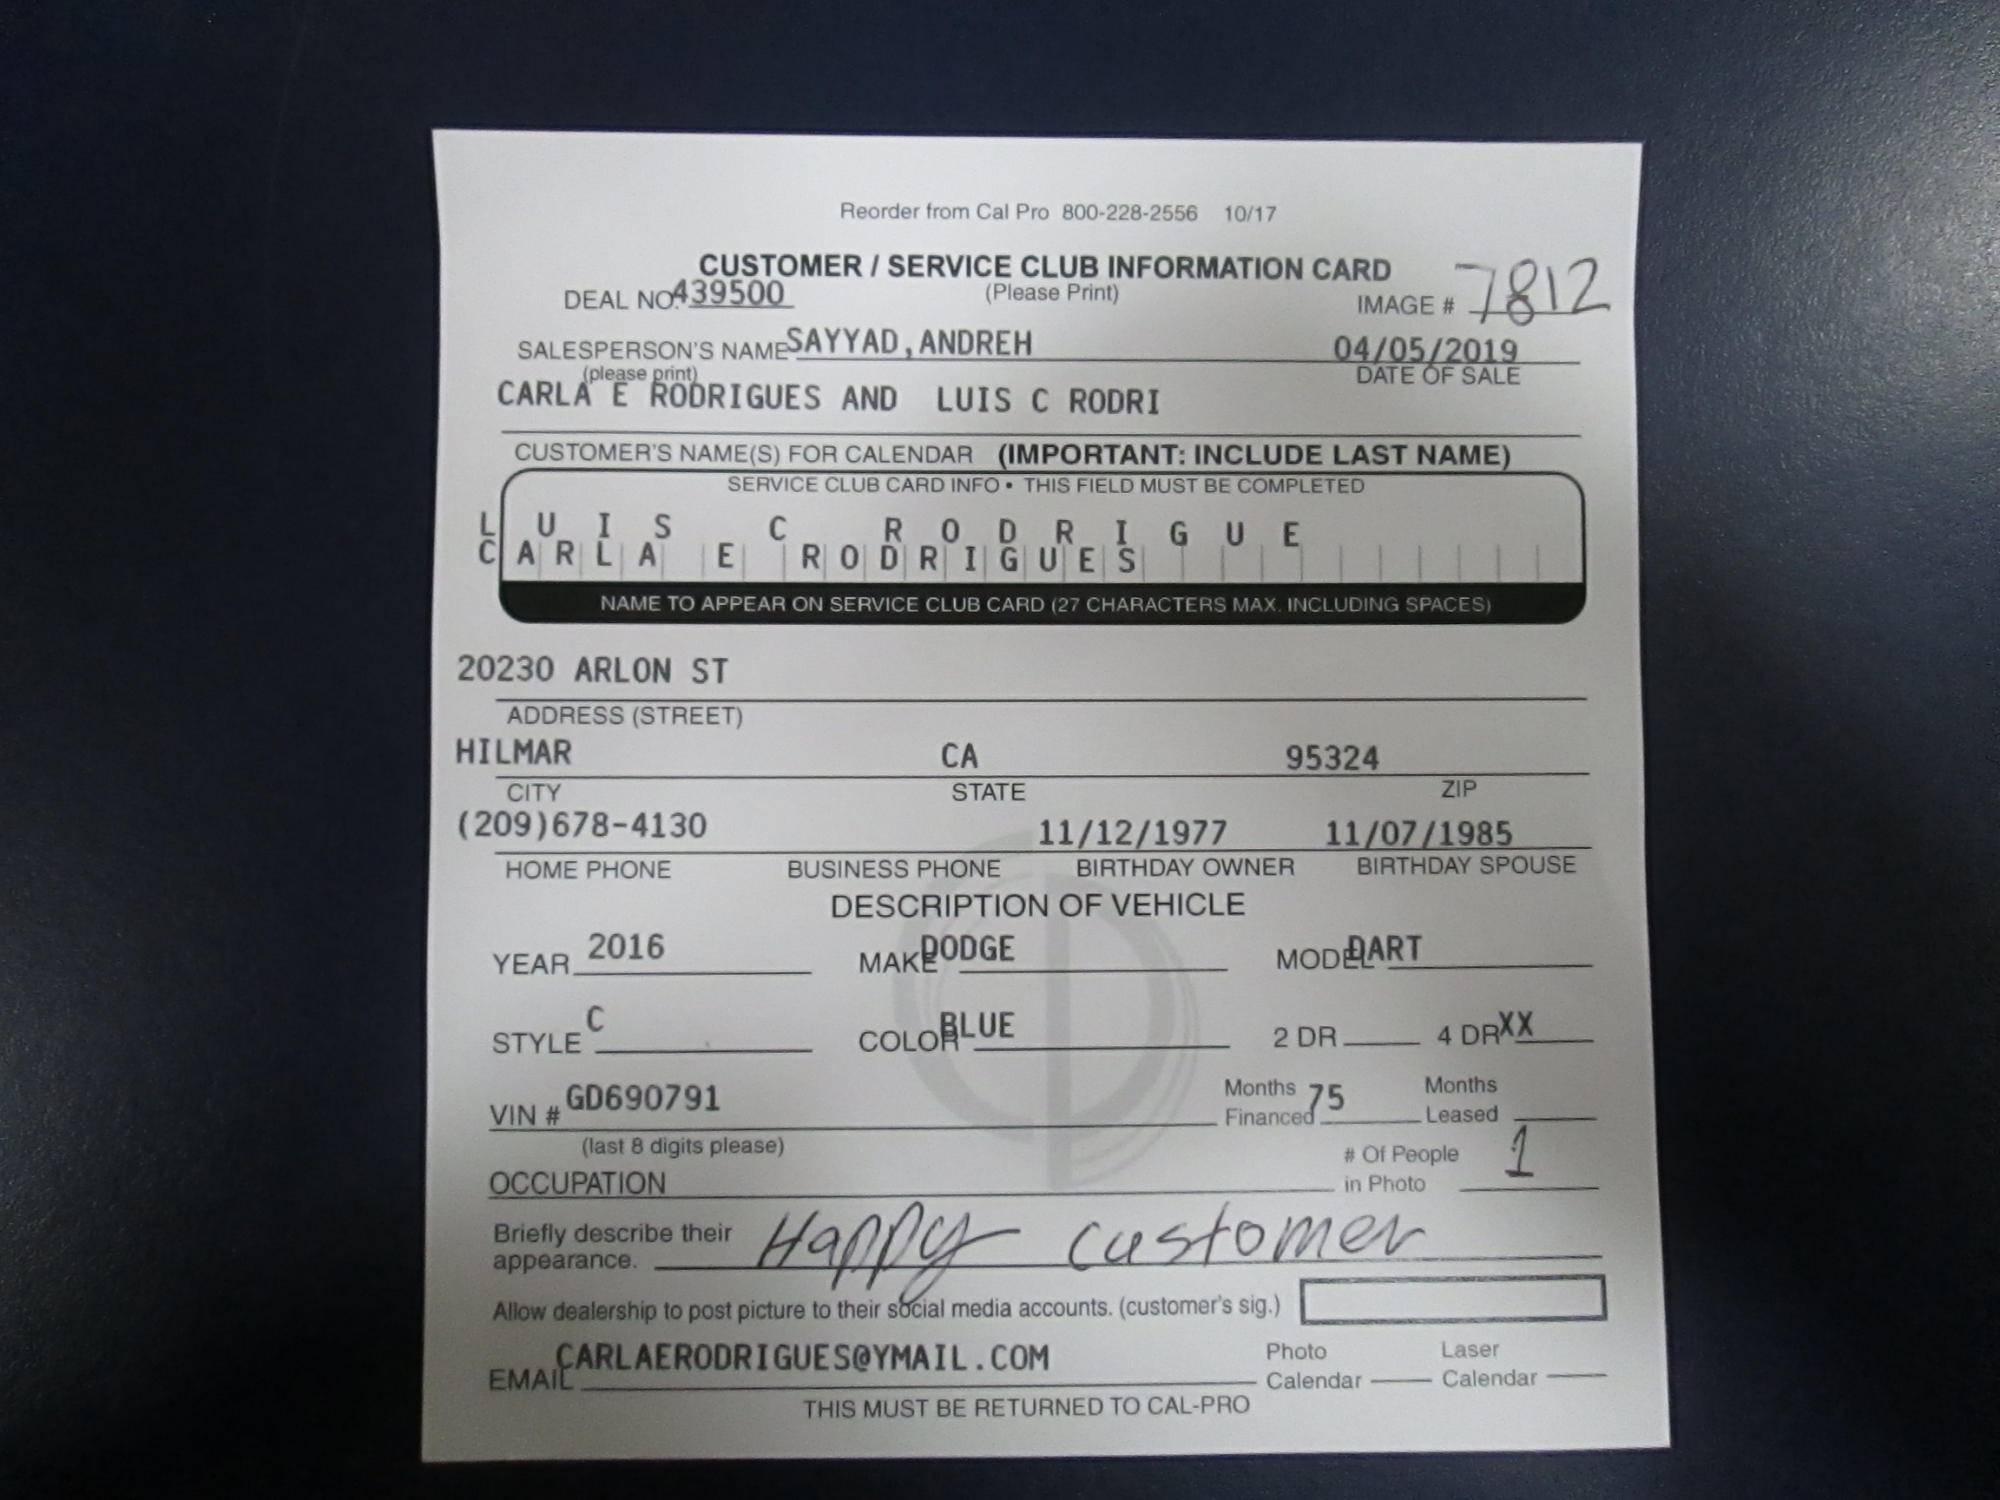 Reorder from Cal Pro 800-228-2556 10/17
CUSTOMER / SERVICE CLUB INFORMATION CARD
DEAL NO. 439500 (Please Print) IMAGE # 7812
SALESPERSON'S NAME SAYYAD,ANDREH 04/05/2019
(please print) DATE OF SALE
CARLA E RODRIGUES AND LUIS C RODRI
CUSTOMER'S NAME(S) FOR CALENDAR (IMPORTANT: INCLUDE LAST NAME)
SERVICE CLUB CARD INFO • THIS FIELD MUST BE COMPLETED
LUIS C RODRIGUE
CARLA E RODRIGUES
NAME TO APPEAR ON SERVICE CLUB CARD (27 CHARACTERS MAX. INCLUDING SPACES)
20230 ARLON ST
ADDRESS (STREET)
HILMAR CA 95324
CITY STATE ZIP
(209)678-4130 11/12/1977 11/07/1985
HOME PHONE BUSINESS PHONE BIRTHDAY OWNER BIRTHDAY SPOUSE
DESCRIPTION OF VEHICLE
YEAR 2016 MAKE DODGE MODEL DART
STYLE C COLOR BLUE 2 DR 4 DR XX
VIN # GD690791 Months Financed 75 Months Leased
(last 8 digits please)
OCCUPATION # Of People in Photo 1
Briefly describe their appearance. Happy customer
Allow dealership to post picture to their social media accounts. (customer's sig.)
EMAIL CARLAERODRIGUES@YMAIL.COM Photo Calendar Laser Calendar
THIS MUST BE RETURNED TO CAL-PRO